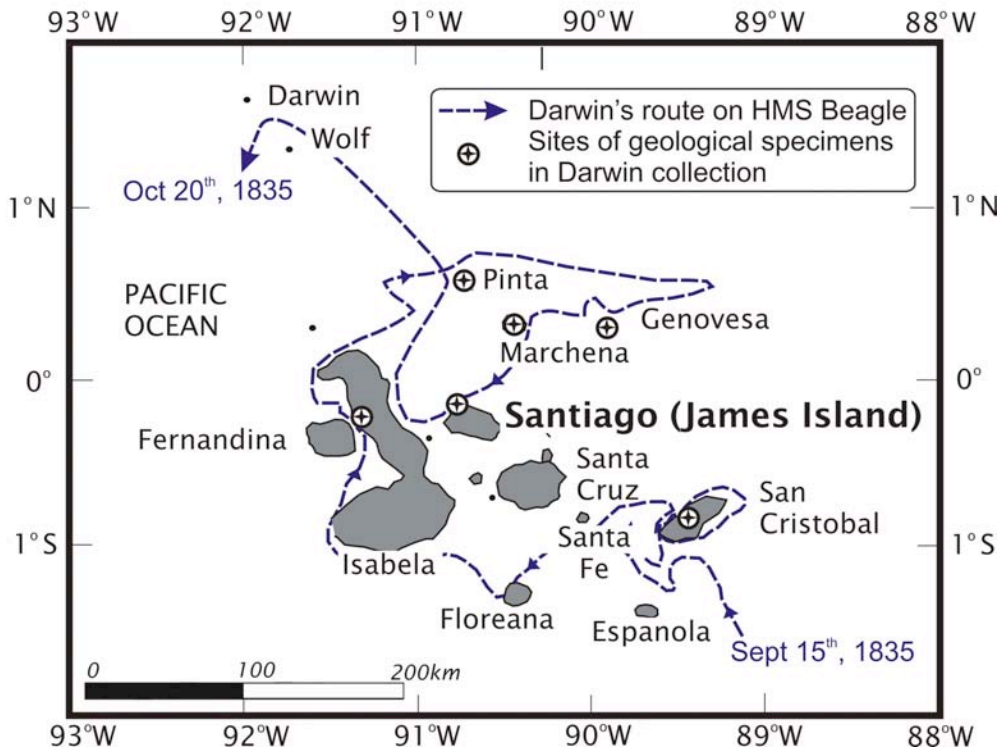 93°W 92°W 91°W 90°W 89°W 88°W
Darwin
Wolf
Oct 20th, 1835
Darwin's route on HMS Beagle
Sites of geological specimens
in Darwin collection
1°N 1°N
PACIFIC
OCEAN
Pinta
Genovesa
Marchena
0° 0°
Santiago (James Island)
Fernandina
Santa
Cruz
San
Cristobal
1°S 1°S
Isabela
Santa
Fe
Floreana
Espanola
Sept 15th, 1835
0 100 200km
93°W 92°W 91°W 90°W 89°W 88°W